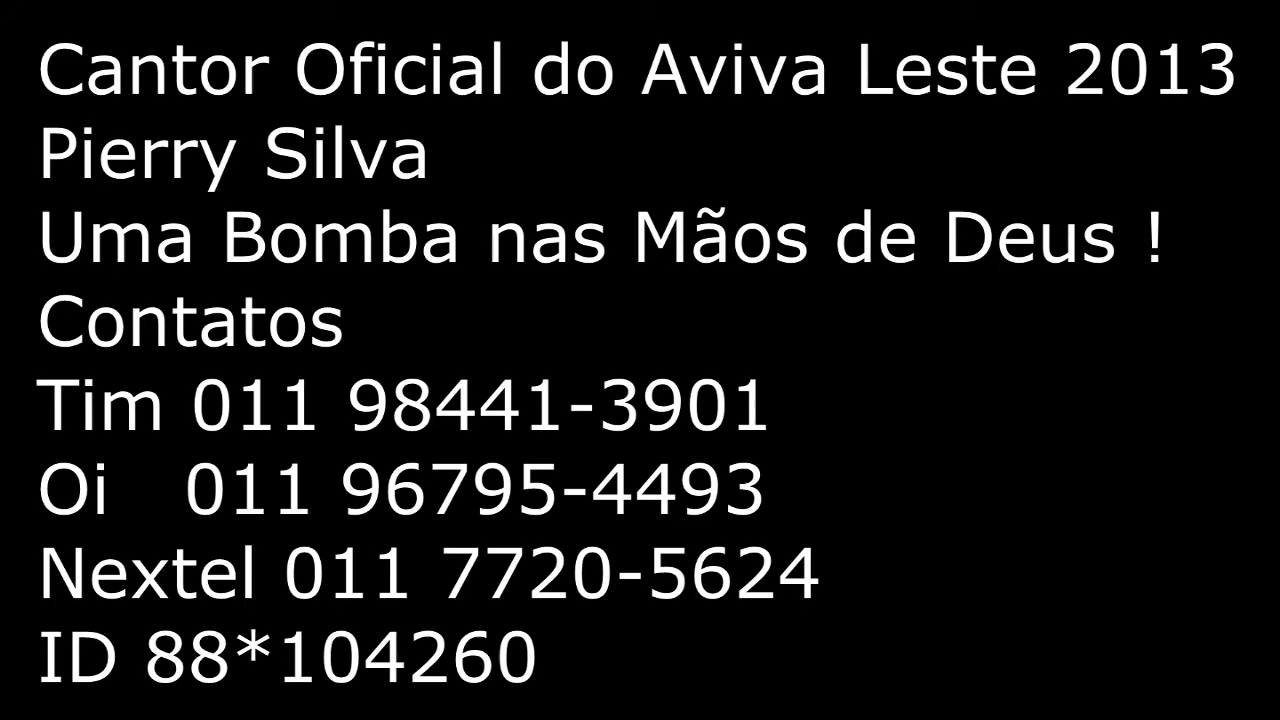 Cantor Oficial do Aviva Leste 2013
Pierry Silva
Uma Bomba nas Mãos de Deus !
Contatos
Tim 011 98441-3901
Oi 011 96795-4493
Nextel 011 7720-5624
ID 88*104260